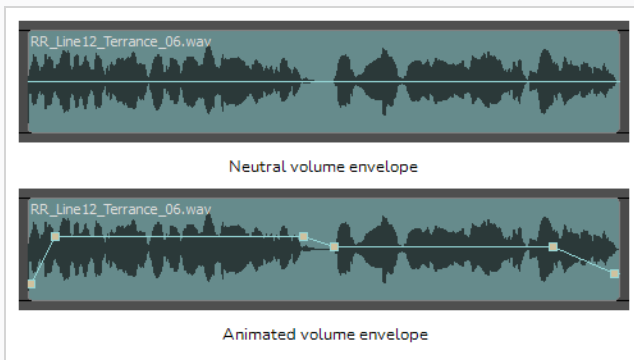 RR_Line12_Terrance_06.wav
Neutral volume envelope
RR_Line12_Terrance_06.wav
Animated volume envelope